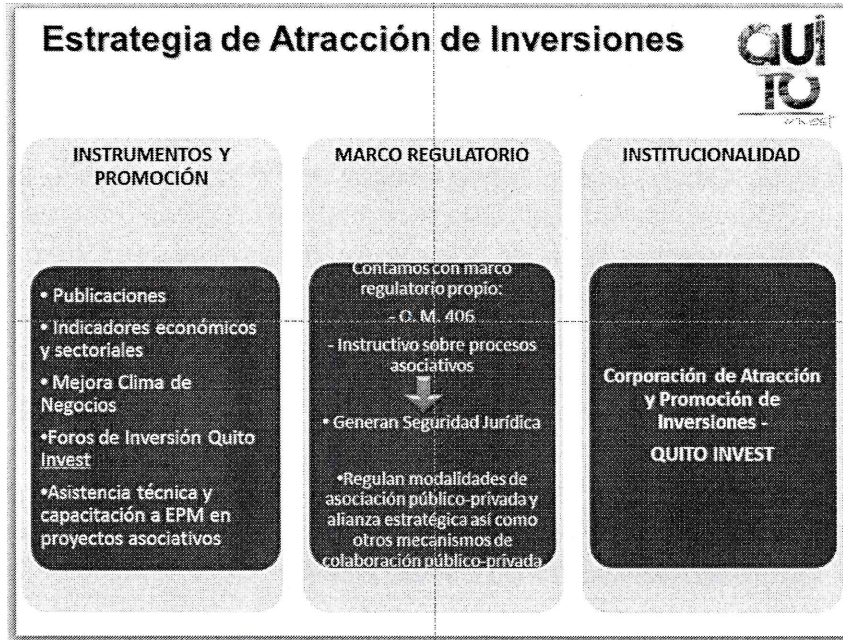 Estrategia de Atracción de Inversiones
QUI
TO
invest
INSTRUMENTOS Y
PROMOCIÓN
• Publicaciones
• Indicadores económicos
y sectoriales
• Mejora Clima de
Negocios
•Foros de Inversión Quito
Invest
•Asistencia técnica y
capacitación a EPM en
proyectos asociativos
MARCO REGULATORIO
Contamos con marco
regulatorio propio:
- O. M. 406
- Instructivo sobre procesos
asociativos
• Generan Seguridad Jurídica
•Regulan modalidades de
asociación público-privada y
alianza estratégica así como
otros mecanismos de
colaboración público-privada
INSTITUCIONALIDAD
Corporación de Atracción
y Promoción de
Inversiones -
QUITO INVEST